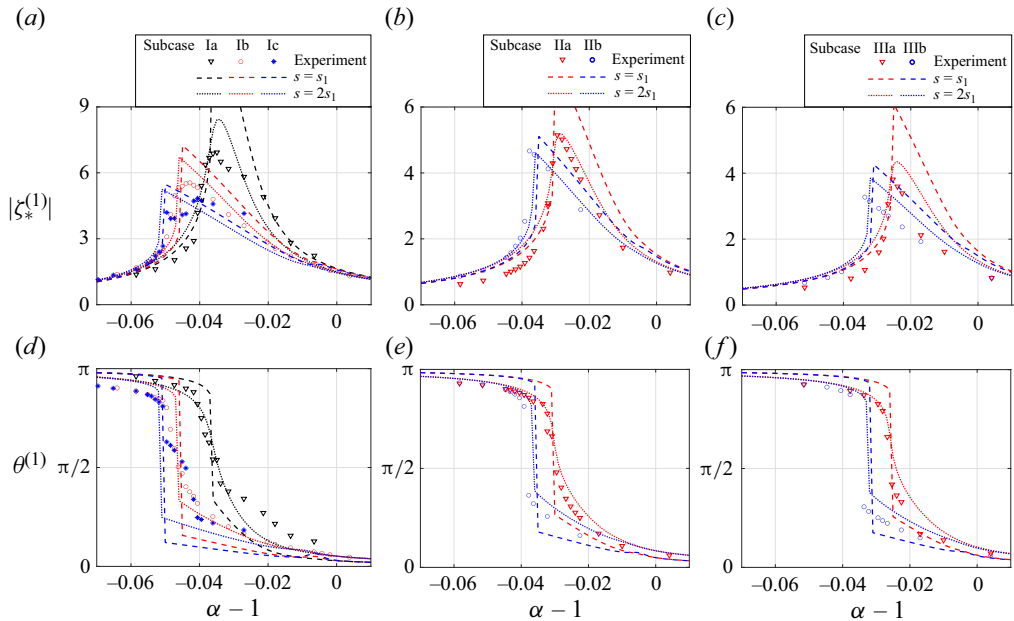 (a) (b) (c)
Subcase Ia Ib Ic
Experiment
s = s₁
s = 2s₁
Subcase IIa IIb
Experiment
s = s₁
s = 2s₁
Subcase IIIa IIIb
Experiment
s = s₁
s = 2s₁
|ζ*⁽¹⁾|
9
6
3
0
–0.06 –0.04 –0.02 0
6
4
2
0
–0.06 –0.04 –0.02 0
6
4
2
0
–0.06 –0.04 –0.02 0
(d) (e) (f)
θ⁽¹⁾
π
π/2
0
–0.06 –0.04 –0.02 0
α – 1
π
π/2
0
–0.06 –0.04 –0.02 0
α – 1
π
π/2
0
–0.06 –0.04 –0.02 0
α – 1